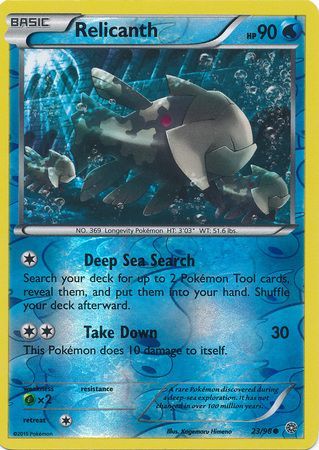 BASIC
Relicanth
HP 90
NO. 369 Longevity Pokémon HT: 3'03" WT: 51.6 lbs.
Deep Sea Search
Search your deck for up to 2 Pokémon Tool cards,
reveal them, and put them into your hand. Shuffle
your deck afterward.
Take Down 30
This Pokémon does 10 damage to itself.
weakness resistance
×2
retreat
A rare Pokémon discovered during
deep-sea exploration. It has not
changed in over 100 million years.
©2015 Pokémon
Illus. Kagemaru Himeno
23/98